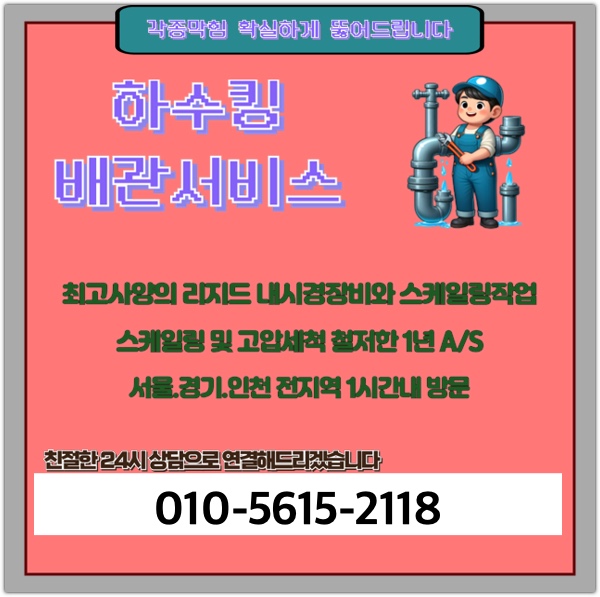 각종막힘 확실하게 뚫어드립니다
하수킹
배관서비스
최고사양의 리지드 내시경장비와 스케일링작업
스케일링 및 고압세척 철저한 1년 A/S
서울.경기.인천 전지역 1시간내 방문
친절한 24시 상담으로 연결해드리겠습니다
010-5615-2118